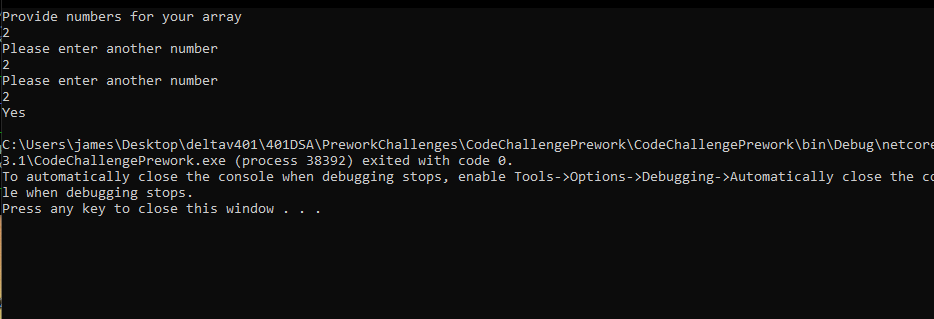 Provide numbers for your array
2
Please enter another number
2
Please enter another number
2
Yes
C:\Users\james\Desktop\deltav401\401DSA\PreworkChallenges\CodeChallengePrework\CodeChallengePrework\bin\Debug\netcore
3.1\CodeChallengePrework.exe (process 38392) exited with code 0.
To automatically close the console when debugging stops, enable Tools->Options->Debugging->Automatically close the co
le when debugging stops.
Press any key to close this window . . .